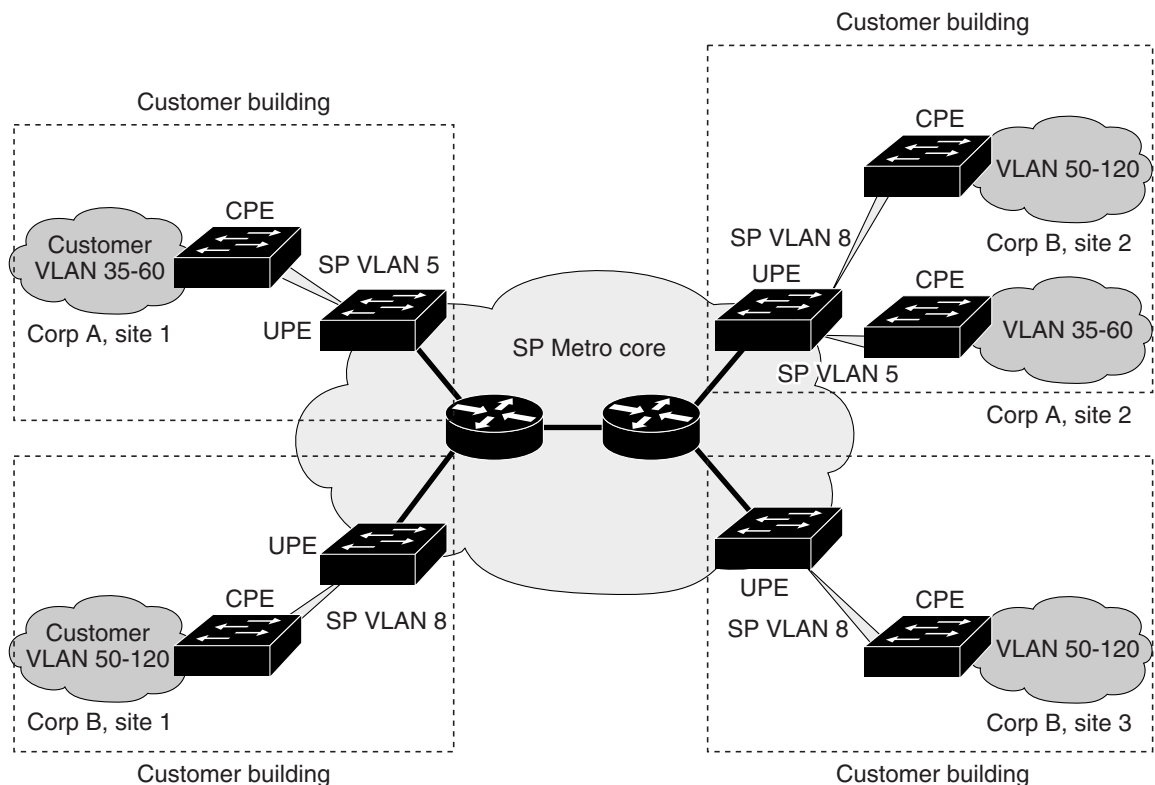 Customer building
Customer building
CPE
Customer
VLAN 35-60
SP VLAN 5
UPE
Corp A, site 1
CPE
VLAN 50-120
SP VLAN 8
Corp B, site 2
UPE
CPE
VLAN 35-60
SP VLAN 5
Corp A, site 2
SP Metro core
UPE
CPE
Customer
VLAN 50-120
SP VLAN 8
Corp B, site 1
Customer building
UPE
CPE
SP VLAN 8
VLAN 50-120
Corp B, site 3
Customer building